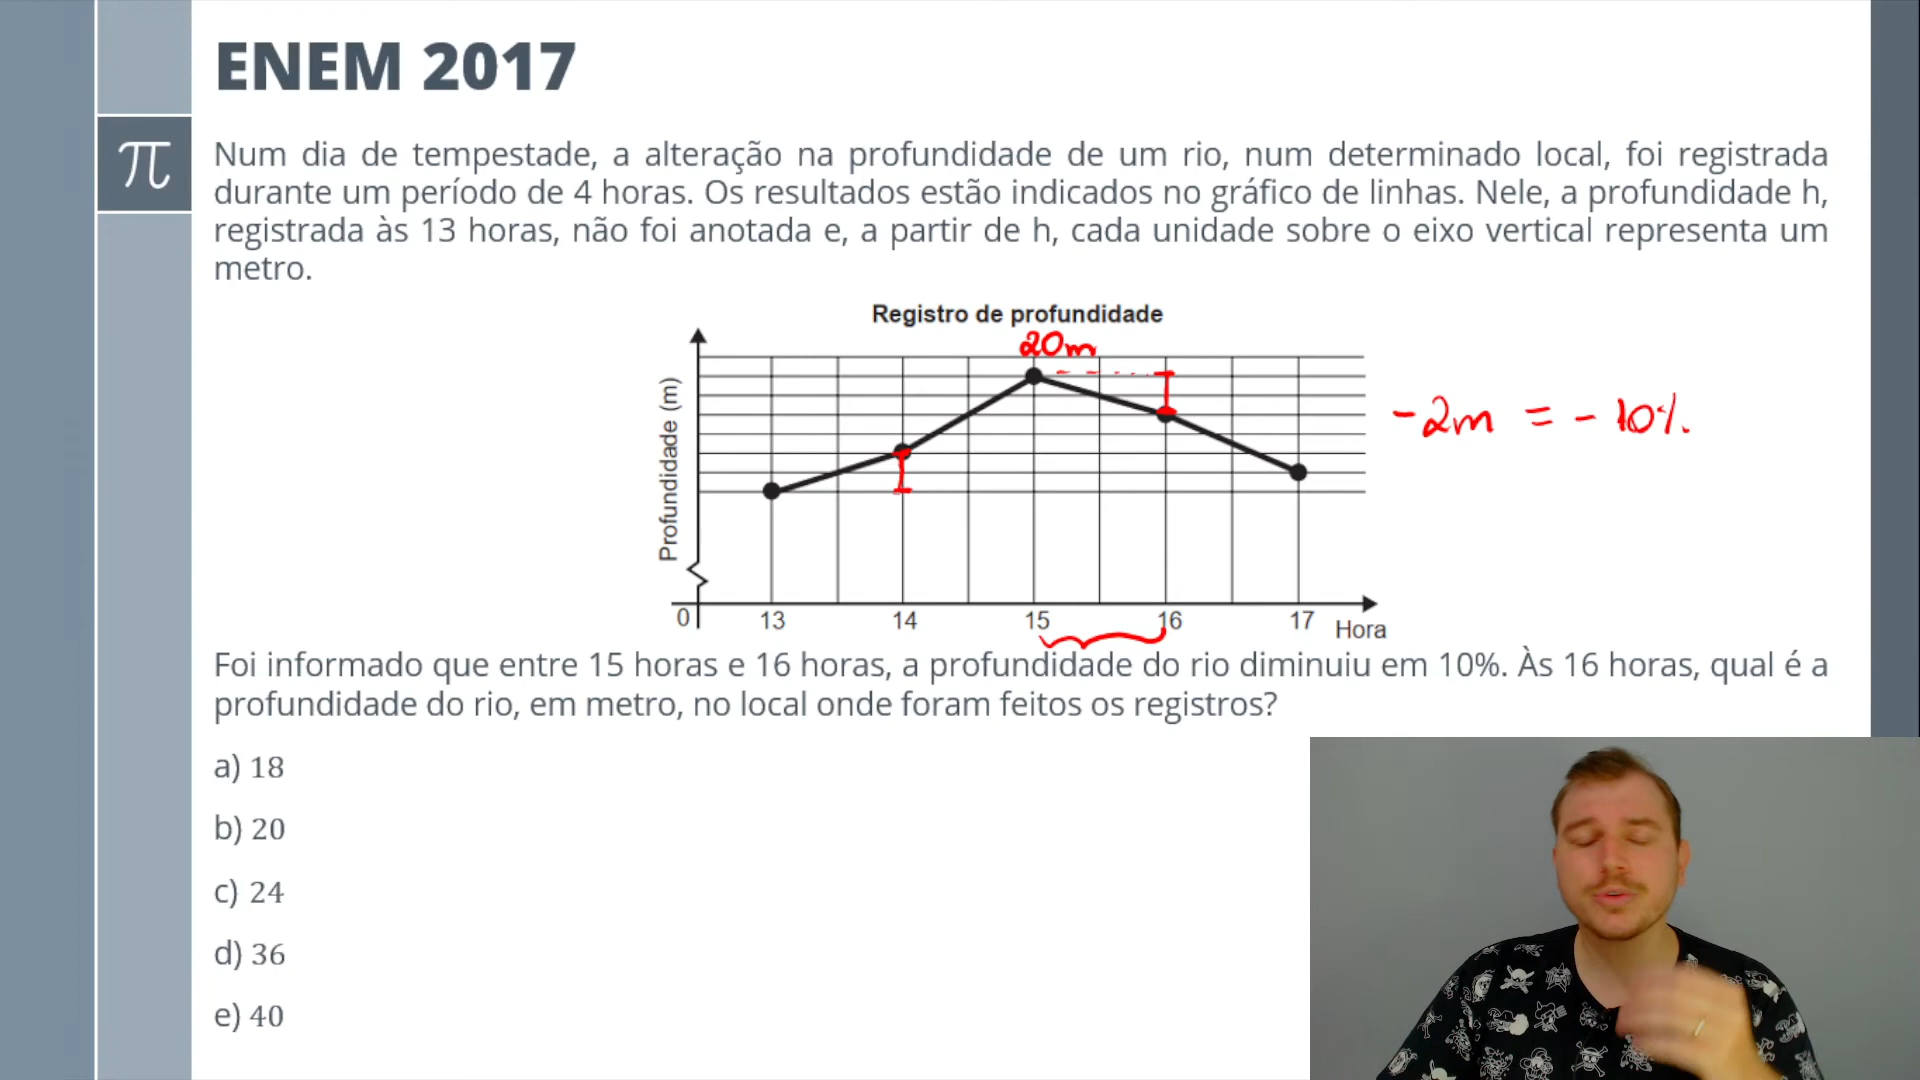 ENEM 2017
π
Num dia de tempestade, a alteração na profundidade de um rio, num determinado local, foi registrada
durante um período de 4 horas. Os resultados estão indicados no gráfico de linhas. Nele, a profundidade h,
registrada às 13 horas, não foi anotada e, a partir de h, cada unidade sobre o eixo vertical representa um
metro.
Registro de profundidade
20m
Profundidade (m)
-2m = - 10%
0 13 14 15 16 17 Hora
Foi informado que entre 15 horas e 16 horas, a profundidade do rio diminuiu em 10%. Às 16 horas, qual é a
profundidade do rio, em metro, no local onde foram feitos os registros?
a) 18
b) 20
c) 24
d) 36
e) 40